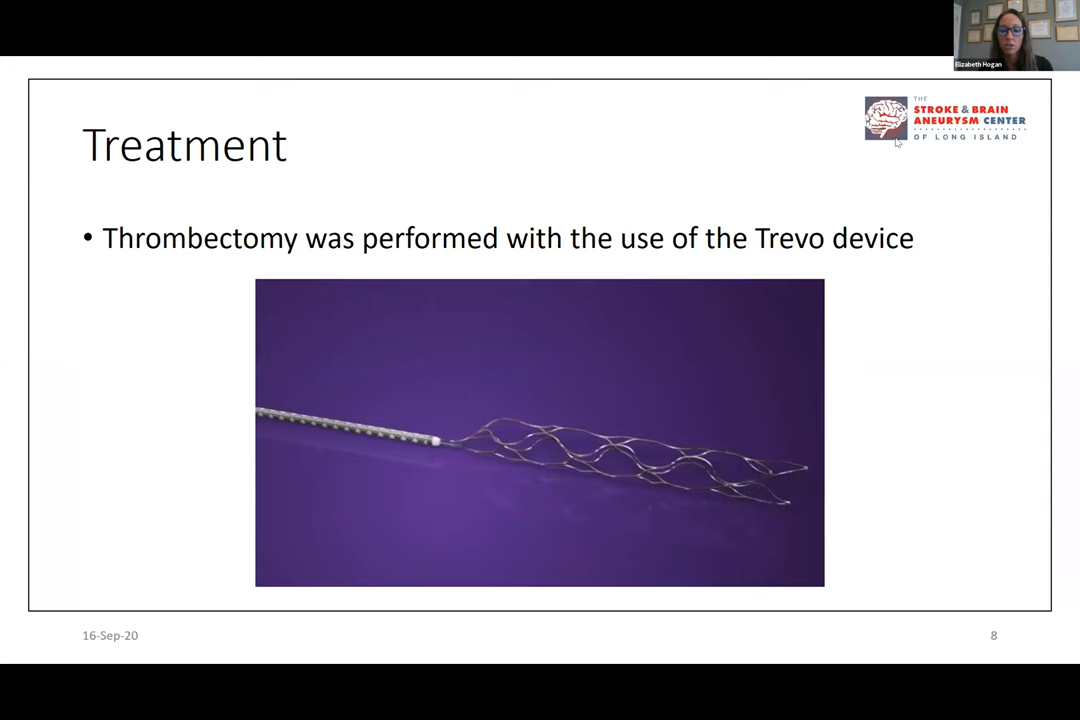 Elizabeth Hogan
THE
STROKE & BRAIN
ANEURYSM CENTER
OF LONG ISLAND
Treatment
• Thrombectomy was performed with the use of the Trevo device
16-Sep-20
8